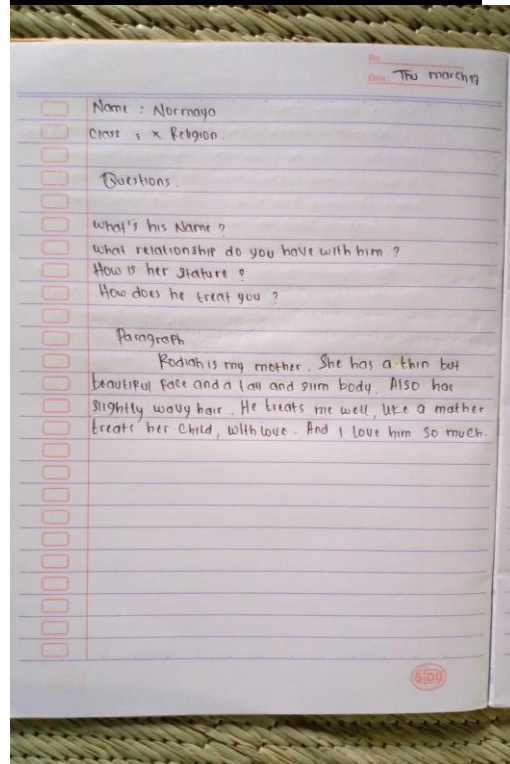 No.
Date: Thu march 17
Name : Normaya
Class : X Religion.
Questions.
What's his Name ?
What relationship do you have with him ?
How is her stature ?
How does he treat you ?
Paragraph
Rodiah is my mother. She has a thin but
beautiful face and a tall and slim body. Also has
slightly wavy hair. He treats me well, like a mother
treats her child, with love. And I love him so much.
SIDU